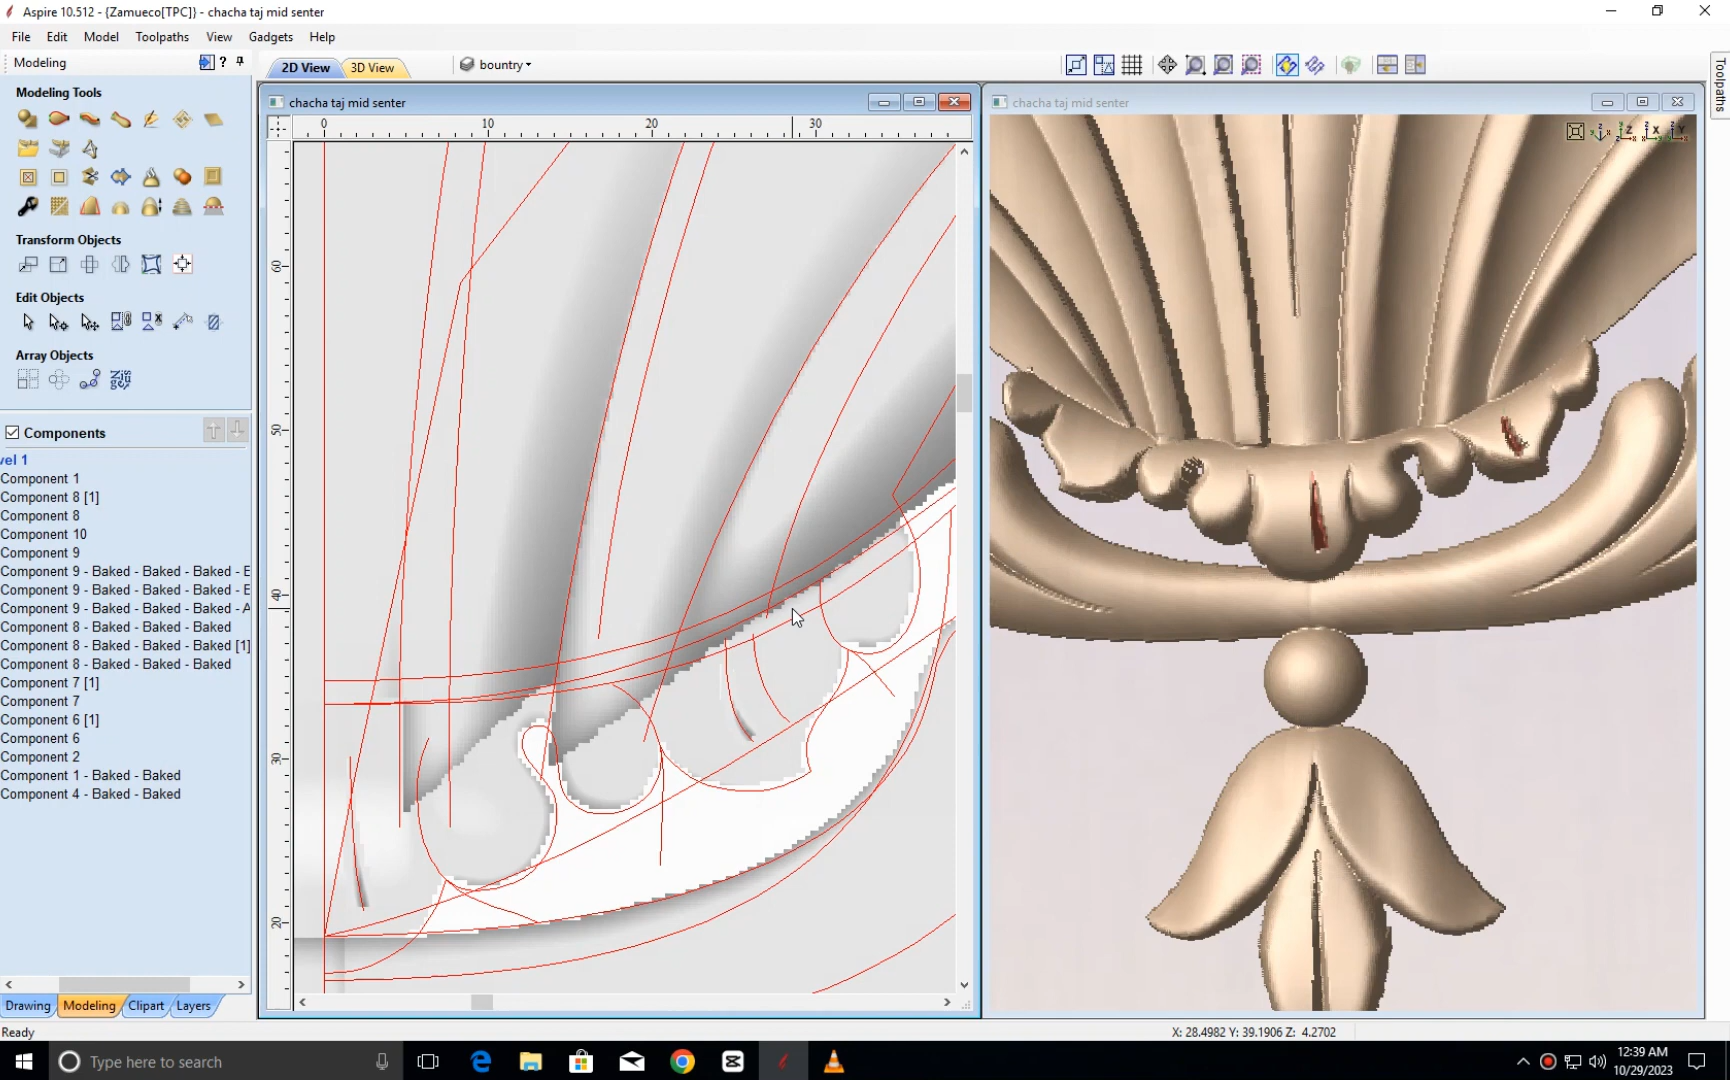 Aspire 10.512 - {Zamueco[TPC]} - chacha taj mid senter
File Edit Model Toolpaths View Gadgets Help
Modeling
?
2D View
3D View
bountry
Toolpaths
Modeling Tools
chacha taj mid senter
chacha taj mid senter
0 10 20 30
60
50
40
30
20
Transform Objects
Edit Objects
Array Objects
Components
vel 1
Component 1
Component 8 [1]
Component 8
Component 10
Component 9
Component 9 - Baked - Baked - Baked - E
Component 9 - Baked - Baked - Baked - E
Component 9 - Baked - Baked - Baked - A
Component 8 - Baked - Baked - Baked
Component 8 - Baked - Baked - Baked [1]
Component 8 - Baked - Baked - Baked
Component 7 [1]
Component 7
Component 6 [1]
Component 6
Component 2
Component 1 - Baked - Baked
Component 4 - Baked - Baked
Drawing Modeling Clipart Layers
Ready
X: 28.4982 Y: 39.1906 Z: 4.2702
Type here to search
12:39 AM
10/29/2023